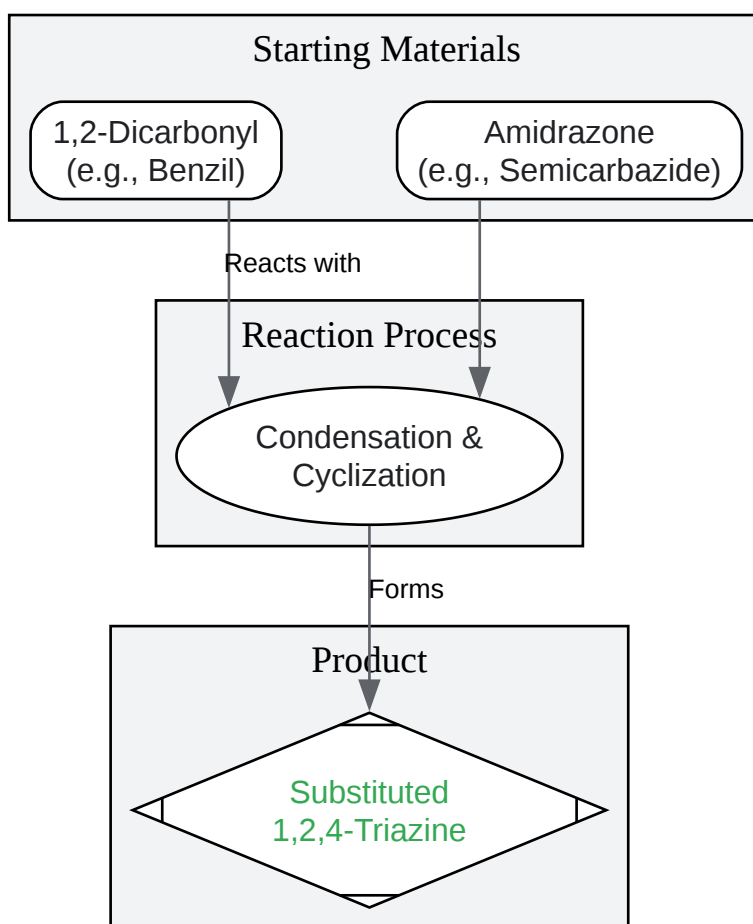 Starting Materials
1,2-Dicarbonyl
(e.g., Benzil)
Amidrazone
(e.g., Semicarbazide)
Reacts with
Reaction Process
Condensation &
Cyclization
Forms
Product
Substituted
1,2,4-Triazine